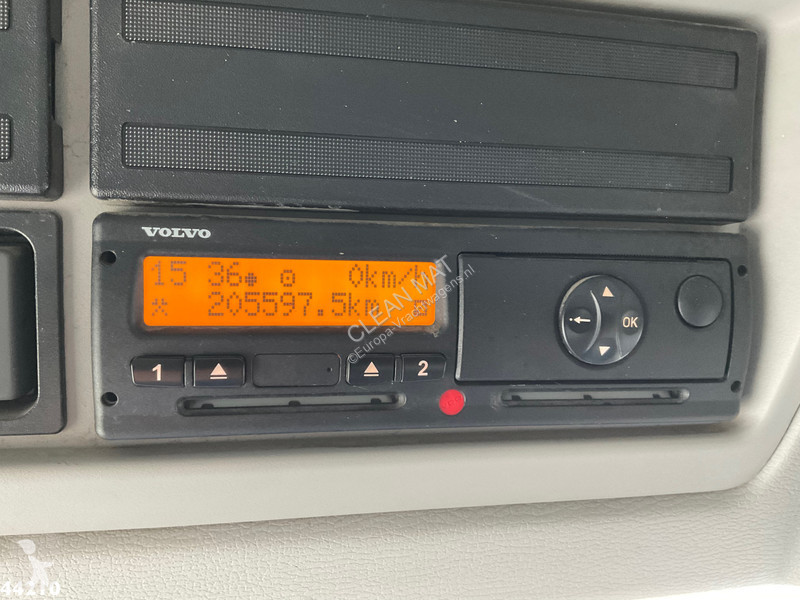 VOLVO
15 36 0km/h
205597.5km
1 2
OK
CLEAN MAT
©Europa-Vrachtwagens.nl
44210